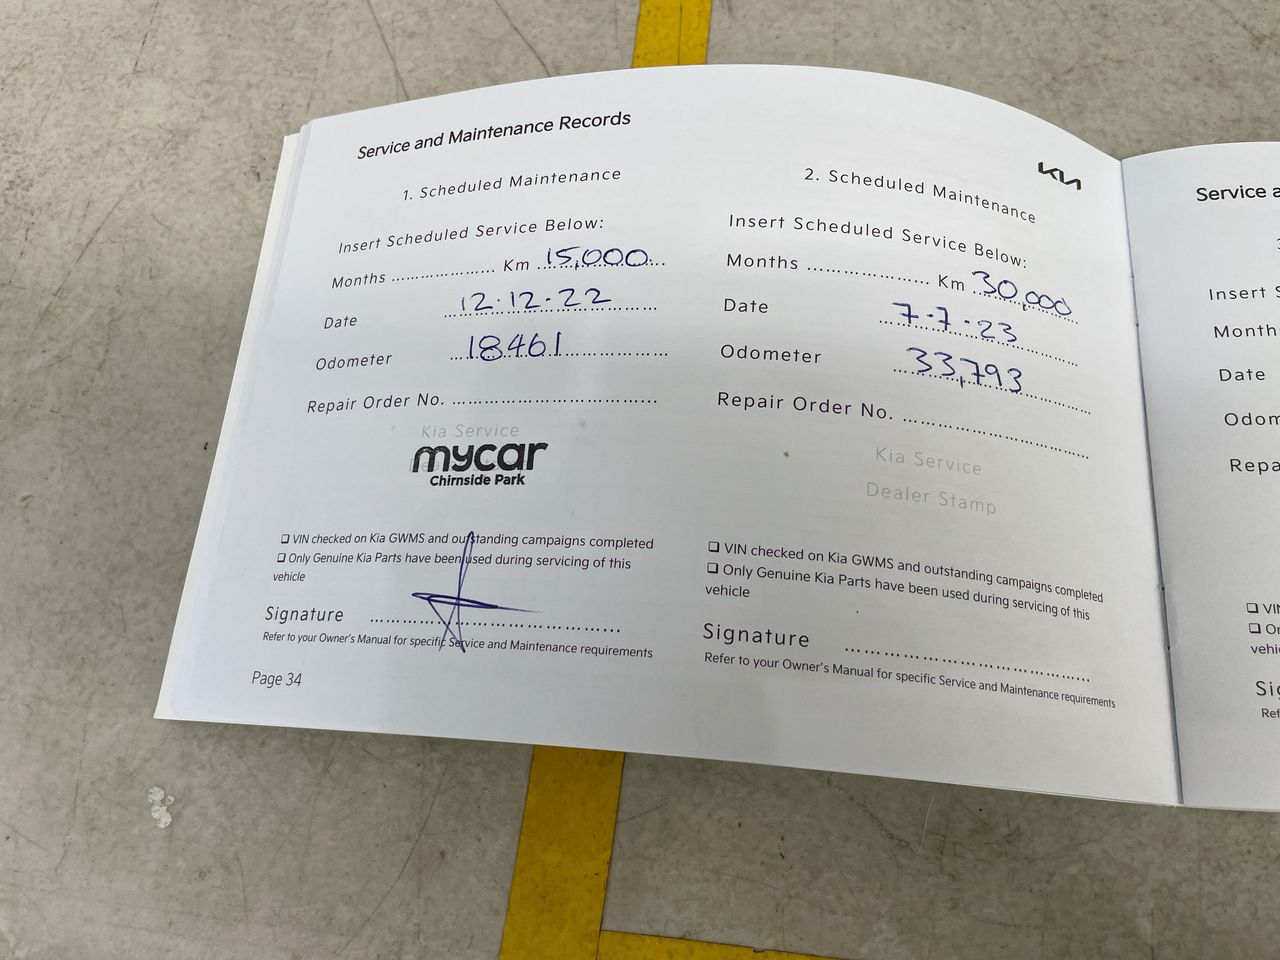 Service and Maintenance Records
1. Scheduled Maintenance
Insert Scheduled Service Below:
Months .................... Km 15,000
Date 12.12.22
Odometer 18461
Repair Order No. ..................................
Kia Service
mycar
Chirnside Park
❑ VIN checked on Kia GWMS and outstanding campaigns completed
❑ Only Genuine Kia Parts have been used during servicing of this
vehicle
Signature ..................................
Refer to your Owner's Manual for specific Service and Maintenance requirements
Page 34
KIA
2. Scheduled Maintenance
Insert Scheduled Service Below:
Months .................... Km 30,000
Date 7.7.23
Odometer 33,793
Repair Order No. ..................................
Kia Service
Dealer Stamp
❑ VIN checked on Kia GWMS and outstanding campaigns completed
❑ Only Genuine Kia Parts have been used during servicing of this
vehicle
Signature ..................................
Refer to your Owner's Manual for specific Service and Maintenance requirements
Service
Insert
Date